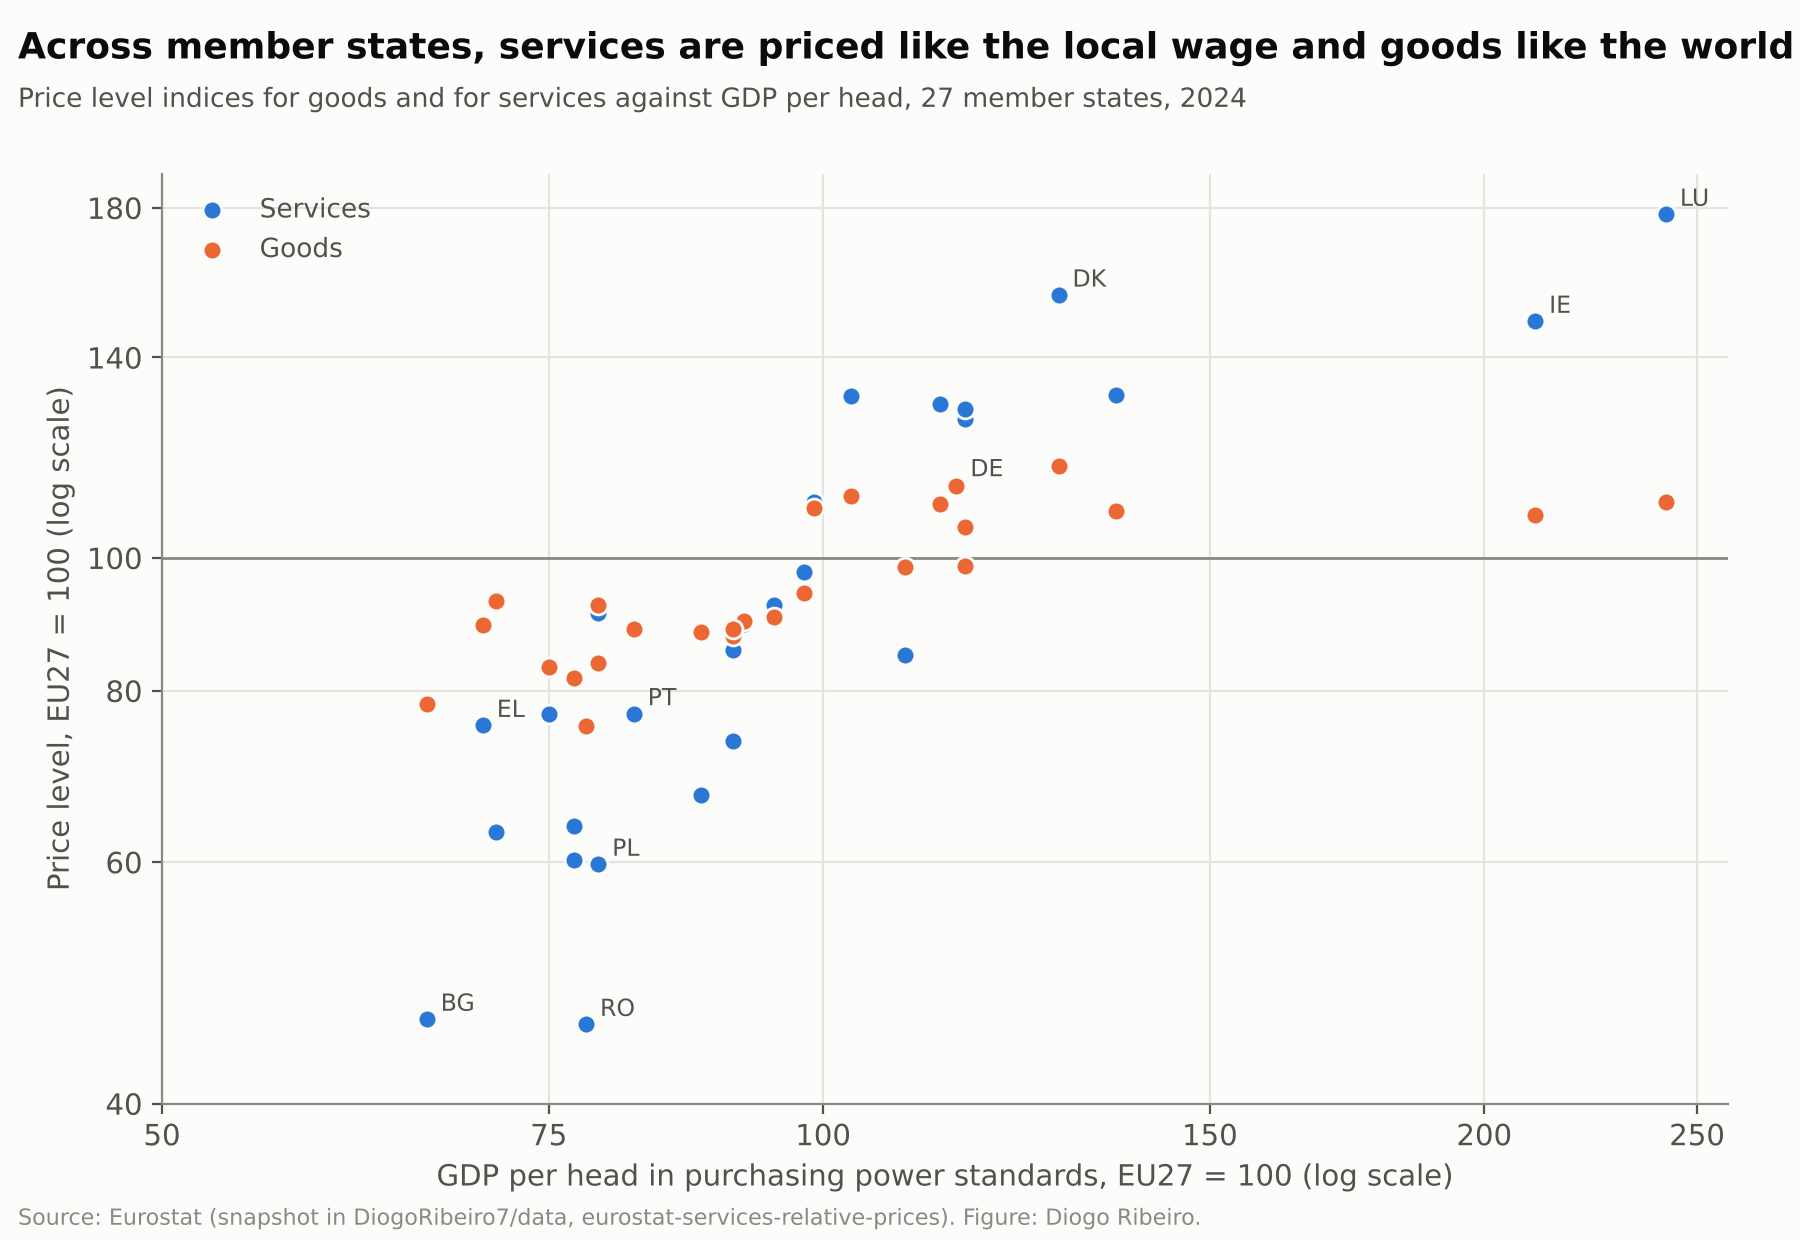 Across member states, services are priced like the local wage and goods like the world
Price level indices for goods and for services against GDP per head, 27 member states, 2024
Services
Goods
LU
DK
IE
DE
EL
PT
PL
BG
RO
180
140
100
80
60
40
Price level, EU27 = 100 (log scale)
50 75 100 150 200 250
GDP per head in purchasing power standards, EU27 = 100 (log scale)
Source: Eurostat (snapshot in DiogoRibeiro7/data, eurostat-services-relative-prices). Figure: Diogo Ribeiro.